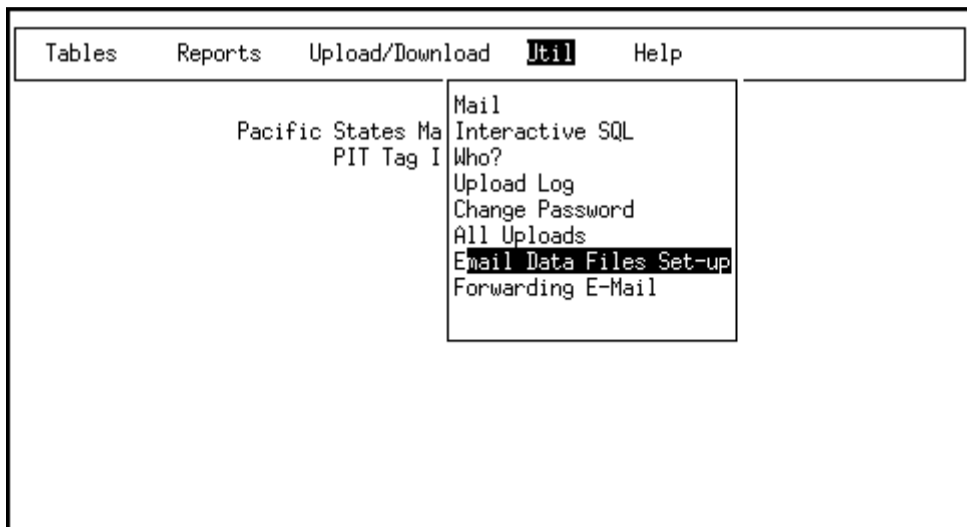 Tables Reports Upload/Download Util Help
Mail
Pacific States Ma Interactive SQL
PIT Tag I Who?
Upload Log
Change Password
All Uploads
Email Data Files Set-up
Forwarding E-Mail